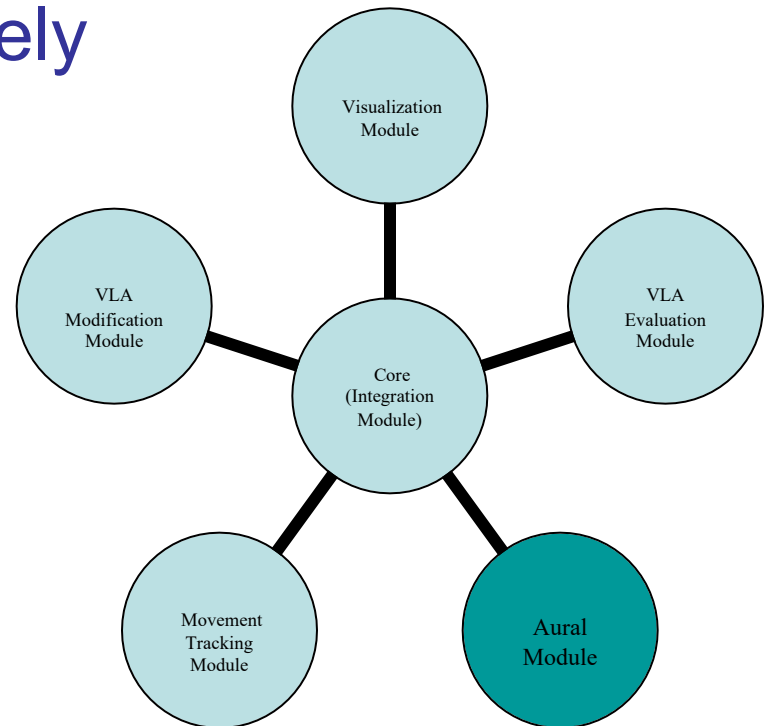 ely
Visualization
Module
VLA
Modification
Module
VLA
Evaluation
Module
Core
(Integration
Module)
Movement
Tracking
Module
Aural
Module